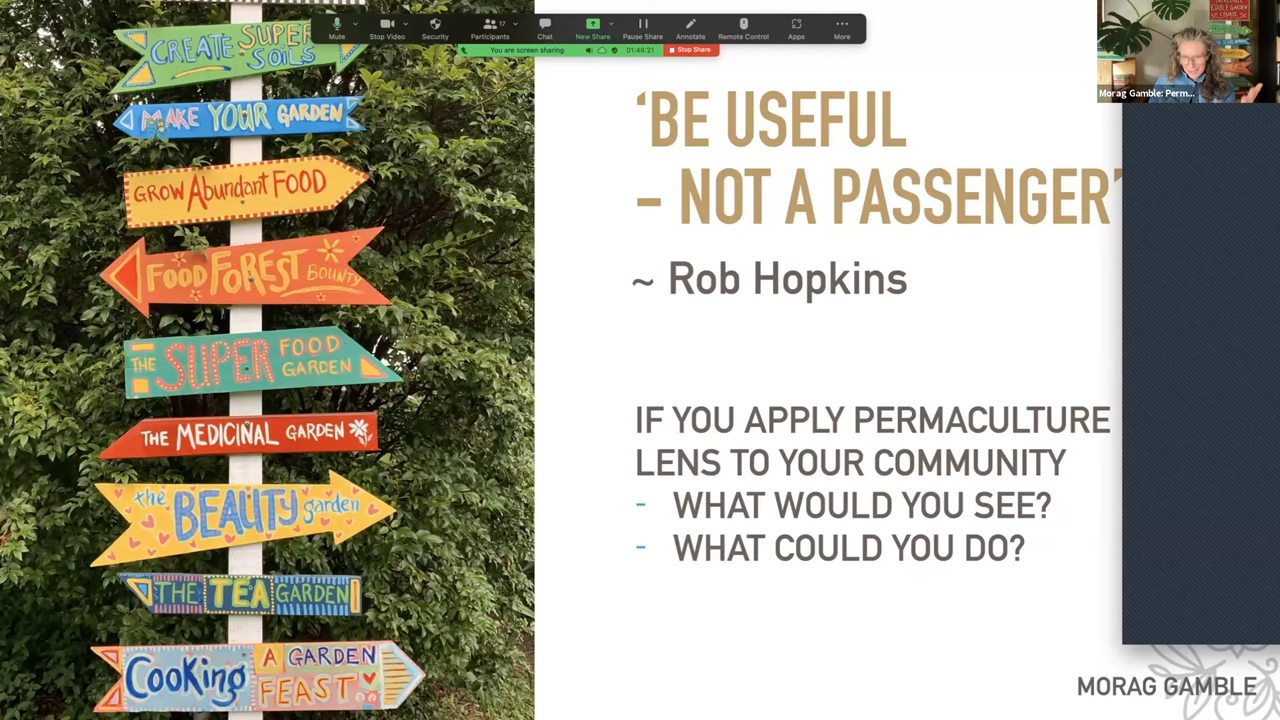 Mute
Stop Video
Security
Participants
17
Chat
New Share
Pause Share
Annotate
Remote Control
Apps
More
You are screen sharing
01:48:21
Stop Share
Morag Gamble: Perm...
CREATE SUPER
SOILS
MAKE YOUR GARDEN
GROW AbundanT FOOD
FOOD FOREST BOUNTY
THE SUPER FOOD
GARDEN
THE MEDICINAL GARDEN
the BEAUTY garden
THE TEA GARDEN
Cooking A GARDEN
FEAST
‘BE USEFUL
– NOT A PASSENGER’
~ Rob Hopkins
IF YOU APPLY PERMACULTURE
LENS TO YOUR COMMUNITY
- WHAT WOULD YOU SEE?
- WHAT COULD YOU DO?
MORAG GAMBLE